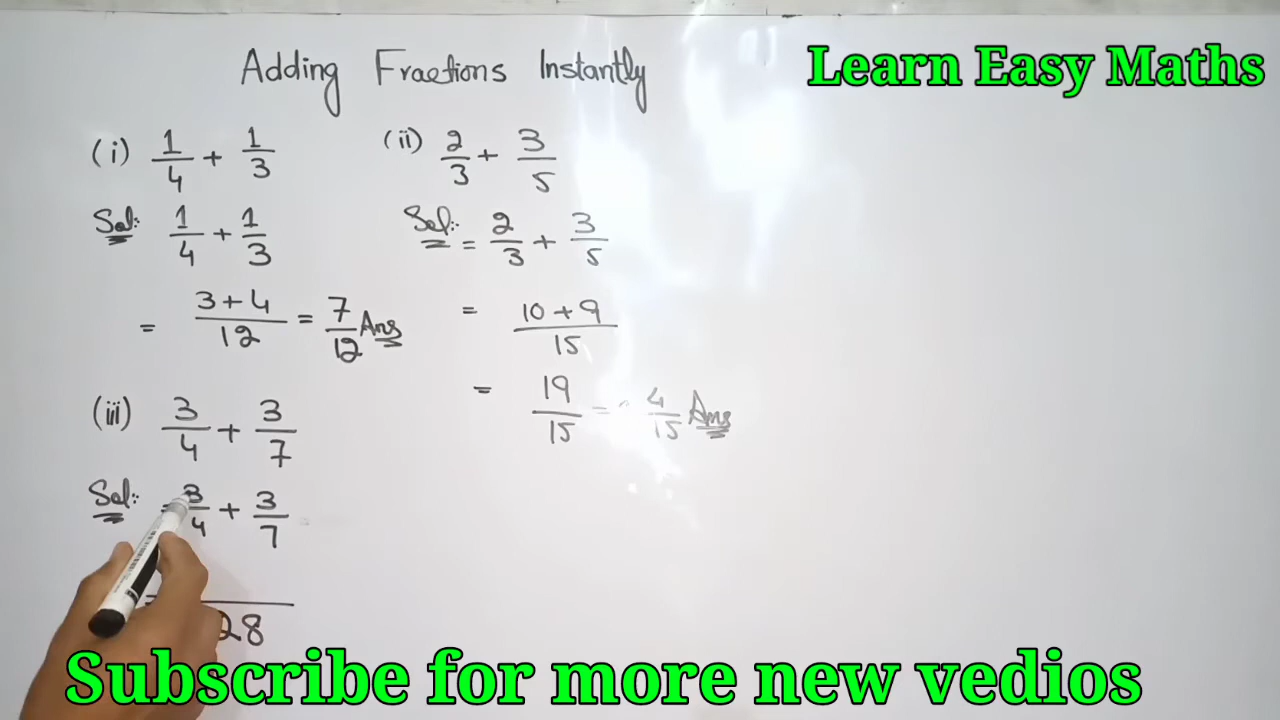 Adding Fractions Instantly
Learn Easy Maths
(i) 1/4 + 1/3
Sol: 1/4 + 1/3
= 3+4/12 = 7/12 Ans
(ii) 2/3 + 3/5
Sol: = 2/3 + 3/5
= 10+9/15
= 19/15 = 4/15 Ans
(iii) 3/4 + 3/7
Sol: = 3/4 + 3/7
= /28
Subscribe for more new vedios